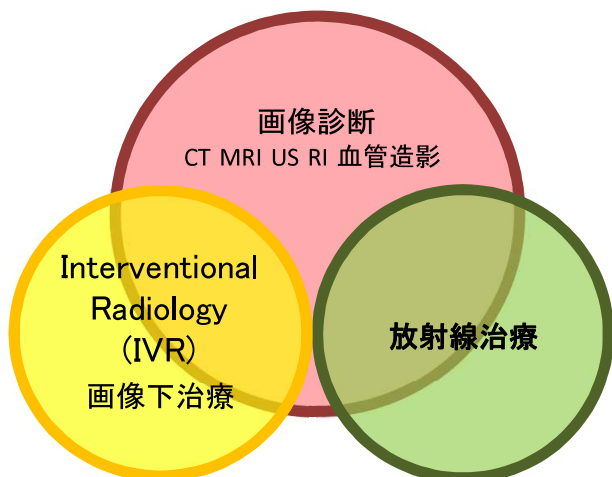 画像診断
CT MRI US RI 血管造影
Interventional
Radiology
(IVR)
画像下治療
放射線治療